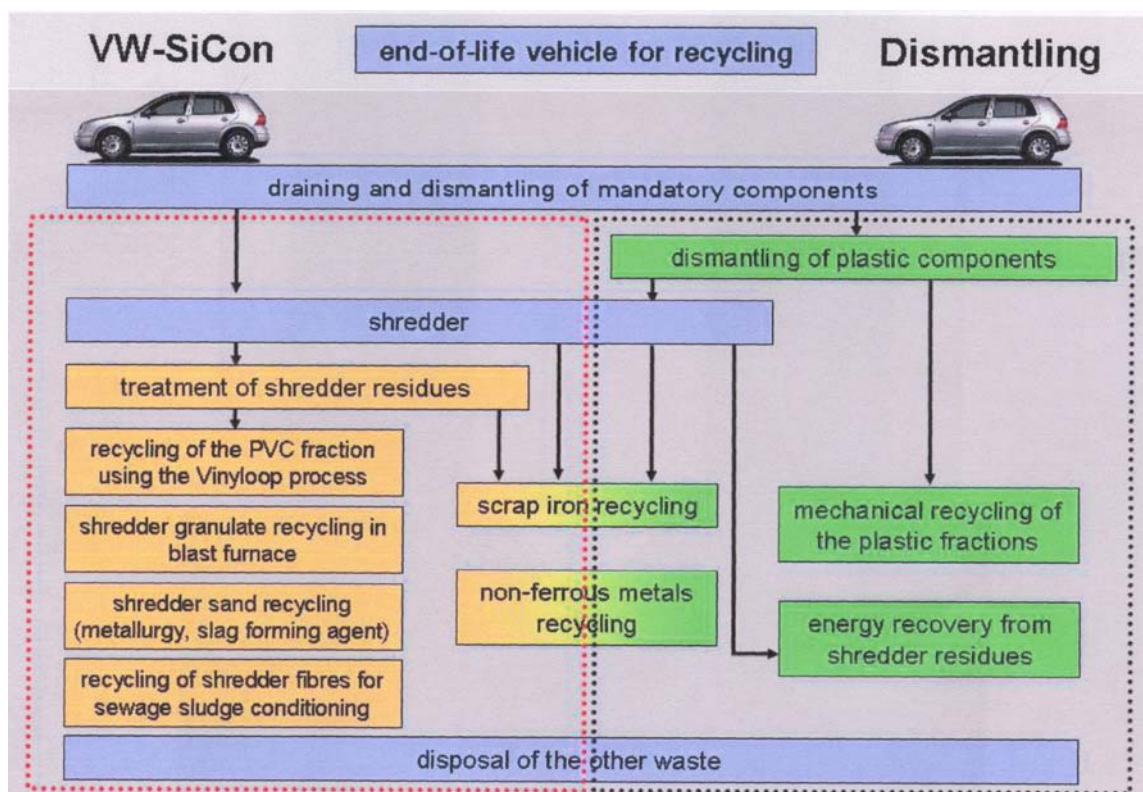 VW-SiCon
end-of-life vehicle for recycling
Dismantling
draining and dismantling of mandatory components
dismantling of plastic components
shredder
treatment of shredder residues
recycling of the PVC fraction
using the Vinyloop process
scrap iron recycling
mechanical recycling of
the plastic fractions
shredder granulate recycling in
blast furnace
shredder sand recycling
(metallurgy, slag forming agent)
non-ferrous metals
recycling
energy recovery from
shredder residues
recycling of shredder fibres for
sewage sludge conditioning
disposal of the other waste